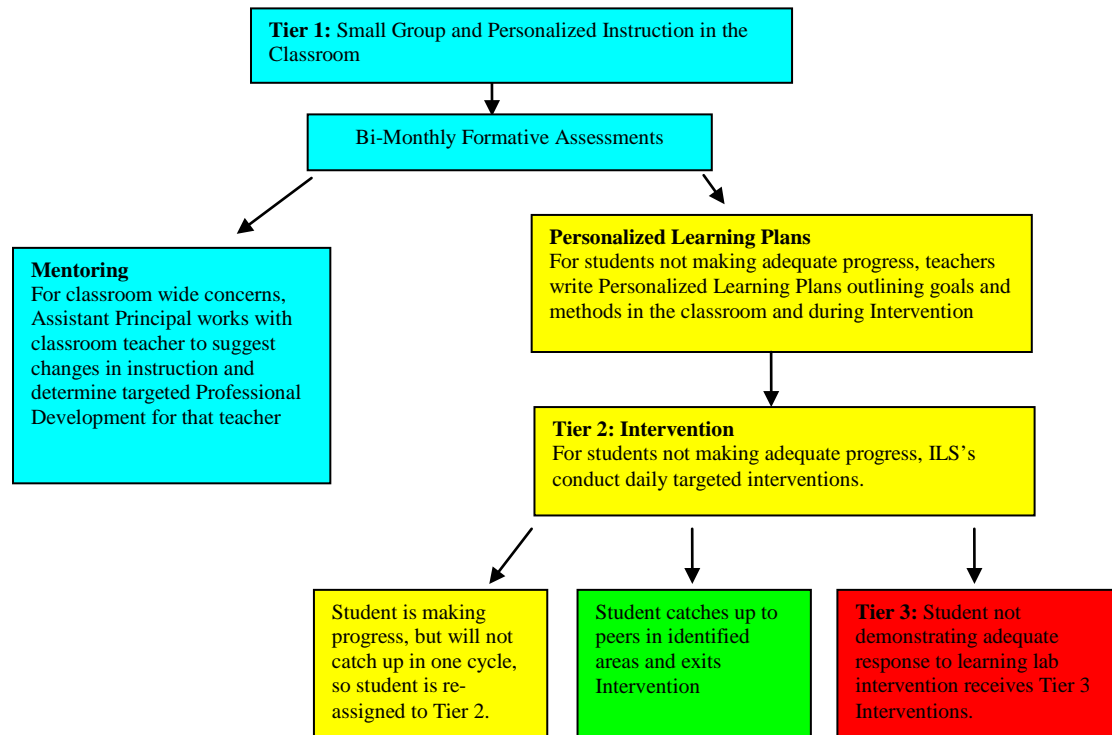 Tier 1: Small Group and Personalized Instruction in the
Classroom
Bi-Monthly Formative Assessments
Mentoring
For classroom wide concerns,
Assistant Principal works with
classroom teacher to suggest
changes in instruction and
determine targeted Professional
Development for that teacher
Personalized Learning Plans
For students not making adequate progress, teachers
write Personalized Learning Plans outlining goals and
methods in the classroom and during Intervention
Tier 2: Intervention
For students not making adequate progress, ILS's
conduct daily targeted interventions.
Student is making
progress, but will not
catch up in one cycle,
so student is re-
assigned to Tier 2.
Student catches up to
peers in identified
areas and exits
Intervention
Tier 3: Student not
demonstrating adequate
response to learning lab
intervention receives Tier 3
Interventions.